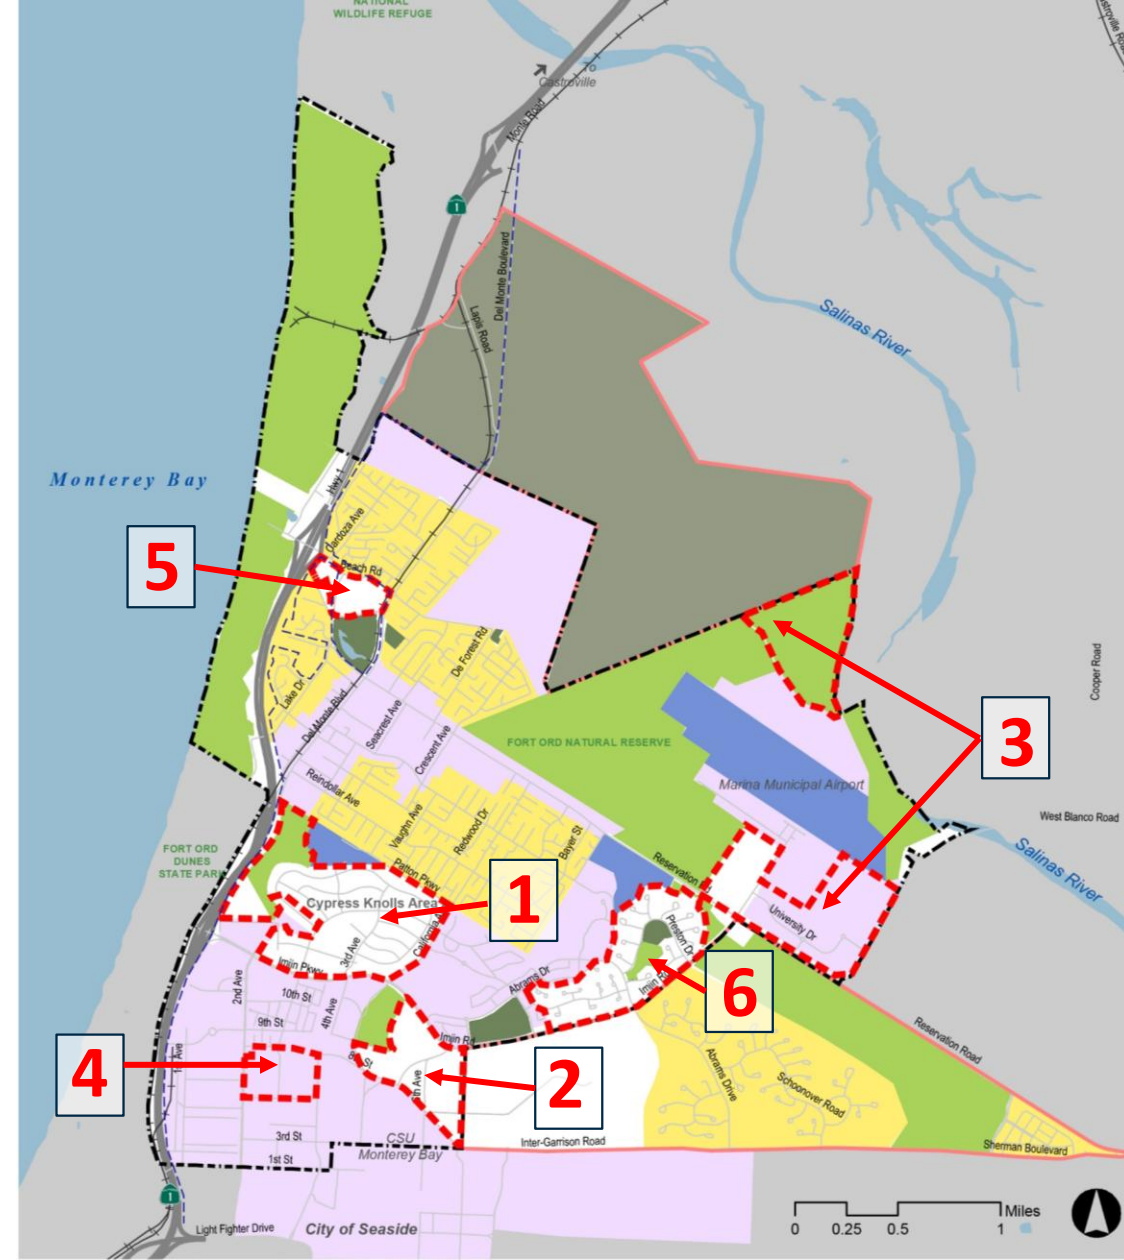 NATIONAL
WILDLIFE REFUGE
To
Castroville
Monte Road
1
Del Monte Boulevard
Lapis Road
Salinas River
Monterey Bay
Hwy 1
Cardoza Ave
Beach Rd
5
De Forest Rd
Lake Dr
Del Monte Blvd
Seacrest Ave
Crescent Ave
FORT ORD NATURAL RESERVE
Cooper Road
3
Marina Municipal Airport
Reindollar Ave
Vaughn Ave
Redwood Dr
Bayer St
West Blanco Road
Salinas River
FORT ORD
DUNES
STATE PARK
Patton Pkwy
Reservation
Cypress Knolls Area
1
University Dr
Preston Dr
California A
3rd Ave
Imjin Pkwy
2nd Ave
10th St
4th Ave
9th St
Abrams Dr
Imjin R
6
Imjin Rd
8th St
4
2
Reservation Road
Abrams Drive
Schoonover Road
3rd St
1st St
CSU
Monterey Bay
Inter-Garrison Road
Sherman Boulevard
1
Light Fighter Drive
City of Seaside
Miles
0 0.25 0.5 1